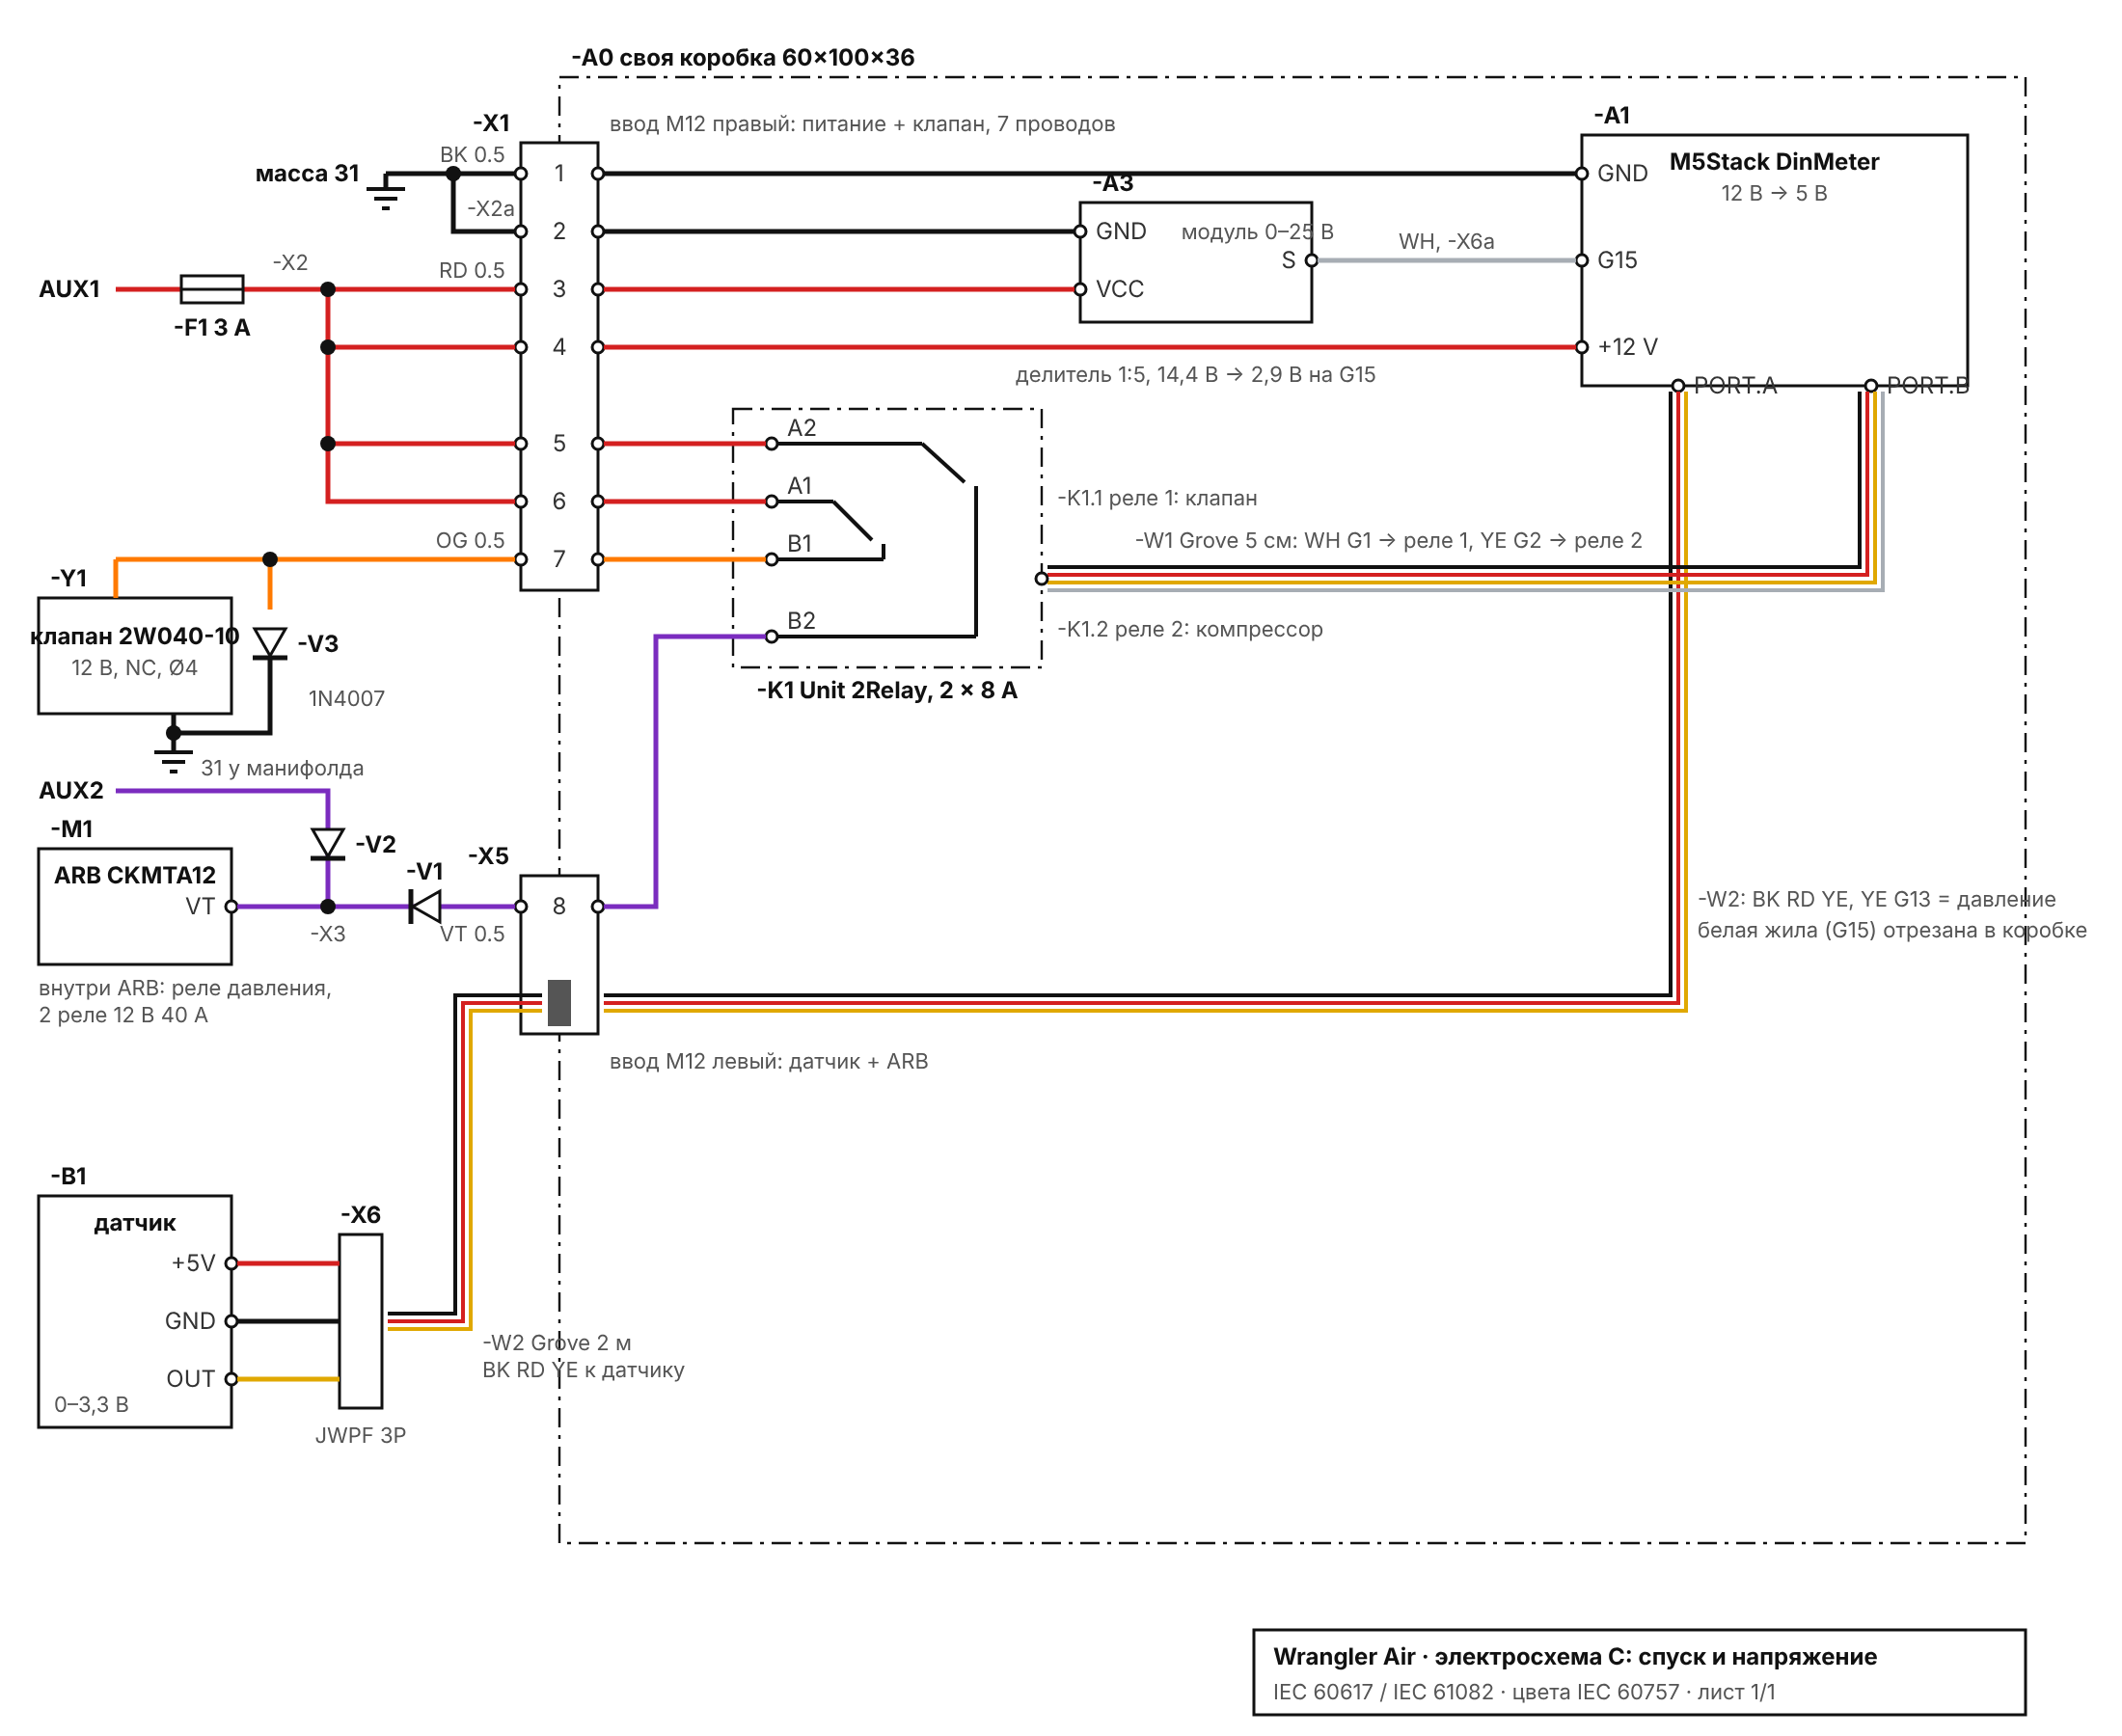 -A0 своя коробка 60×100×36
-X1
ввод M12 правый: питание + клапан, 7 проводов
-A1
BK 0.5
масса 31
1
GND
M5Stack DinMeter
12 В → 5 В
-A3
-X2a
2
GND
модуль 0–25 В
WH, -X6a
S
G15
-X2
RD 0.5
AUX1
3
VCC
-F1 3 A
4
+12 V
делитель 1:5, 14,4 В → 2,9 В на G15
PORT.A
PORT.B
A2
5
A1
6
-K1.1 реле 1: клапан
OG 0.5
B1
-W1 Grove 5 см: WH G1 → реле 1, YE G2 → реле 2
7
-Y1
клапан 2W040-10
12 В, NC, Ø4
-V3
1N4007
B2
-K1.2 реле 2: компрессор
-K1 Unit 2Relay, 2 × 8 A
31 у манифолда
AUX2
-M1
-V2
-X5
-V1
ARB CKMTA12
VT
8
-X3
VT 0.5
-W2: BK RD YE, YE G13 = давление
белая жила (G15) отрезана в коробке
внутри ARB: реле давления,
2 реле 12 В 40 А
ввод M12 левый: датчик + ARB
-B1
датчик
-X6
+5V
GND
OUT
0–3,3 В
-W2 Grove 2 м
BK RD YE к датчику
JWPF 3P
Wrangler Air · электросхема C: спуск и напряжение
IEC 60617 / IEC 61082 · цвета IEC 60757 · лист 1/1